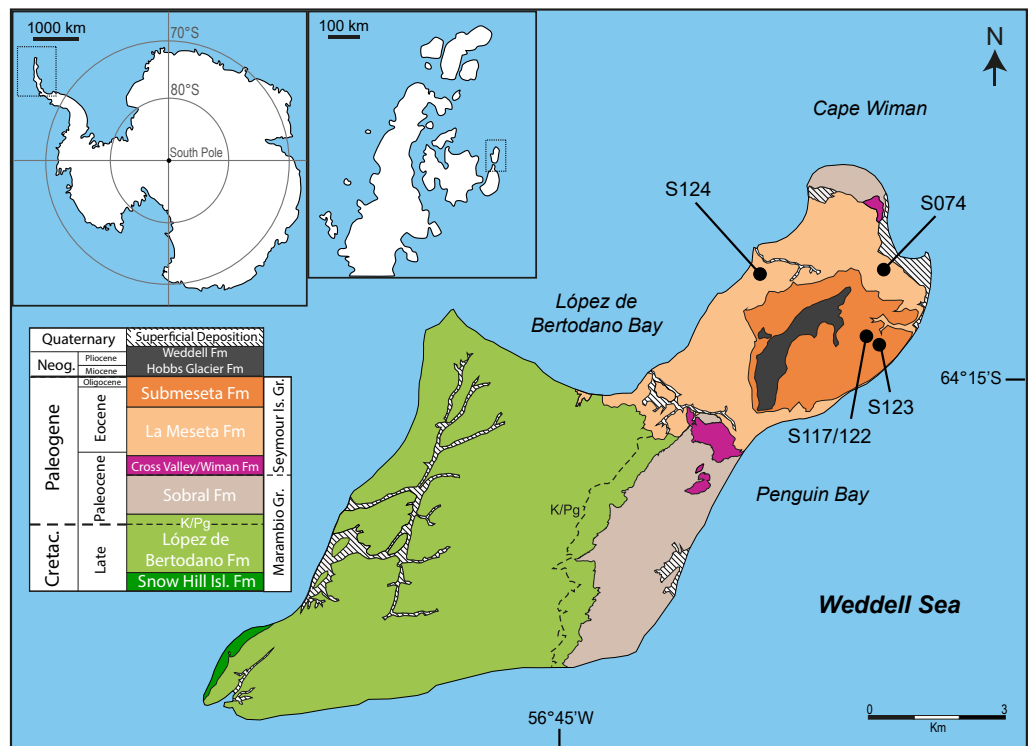 1000 km
70°S
80°S
South Pole
100 km
N
Cape Wiman
S124
S074
López de
Bertodano Bay
64°15'S
S123
S117/122
Penguin Bay
K/Pg
Weddell Sea
56°45'W
0 3
Km
Quaternary
Superficial Deposition
Neog.
Pliocene
Miocene
Weddell Fm
Hobbs Glacier Fm
Paleogene
Oligocene
Eocene
Paleocene
Submeseta Fm
La Meseta Fm
Cross Valley/Wiman Fm
Seymour Is. Gr.
Sobral Fm
K/Pg
Marambio Gr.
Cretac.
Late
López de
Bertodano Fm
Snow Hill Isl. Fm